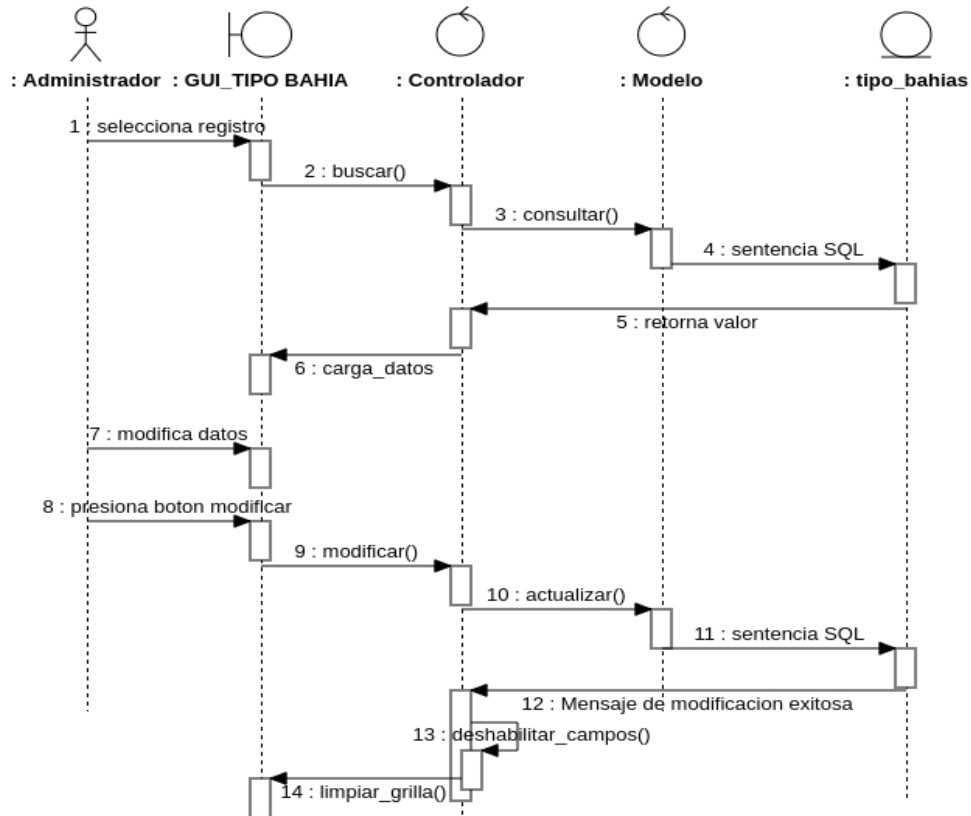 : Administrador : GUI_TIPO BAHIA : Controlador : Modelo : tipo_bahias
1 : selecciona registro
2 : buscar()
3 : consultar()
4 : sentencia SQL
5 : retorna valor
6 : carga_datos
7 : modifica datos
8 : presiona boton modificar
9 : modificar()
10 : actualizar()
11 : sentencia SQL
12 : Mensaje de modificacion exitosa
13 : deshabilitar_campos()
14 : limpiar_grilla()